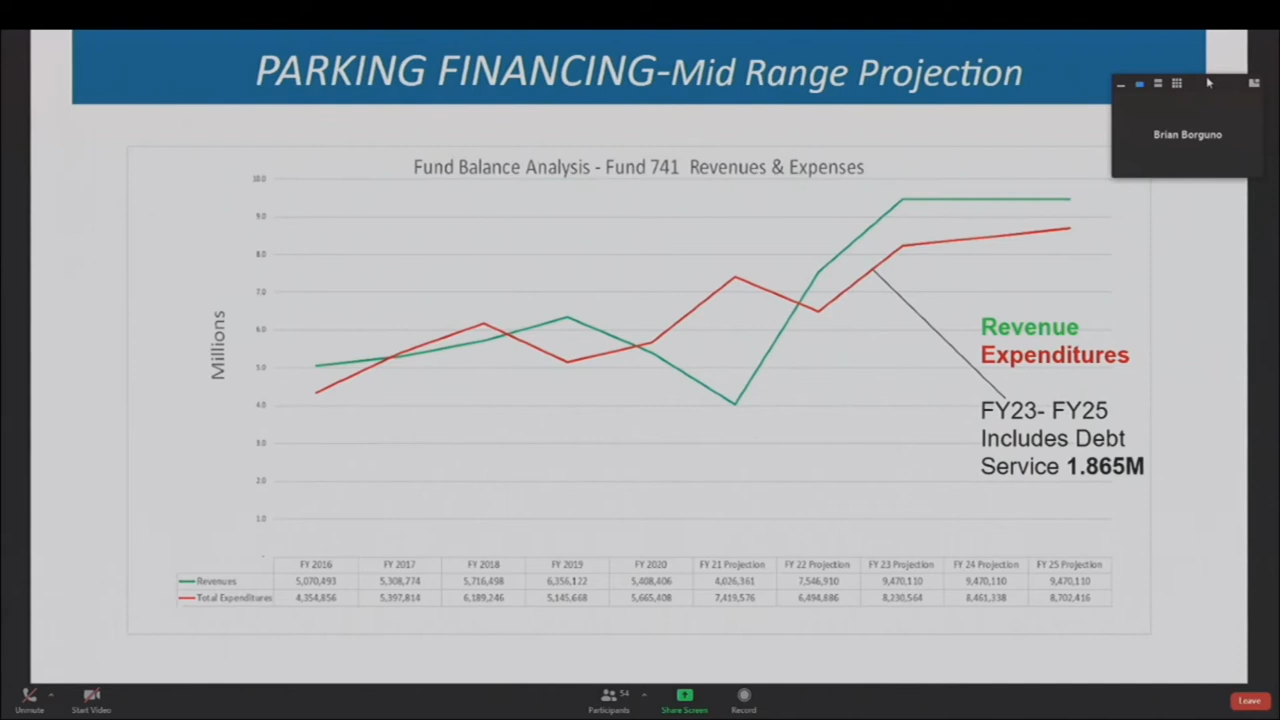 PARKING FINANCING-Mid Range Projection
Brian Borguno
Fund Balance Analysis - Fund 741 Revenues & Expenses
Millions
10.0
9.0
8.0
7.0
6.0
5.0
4.0
3.0
2.0
1.0
-
Revenue
Expenditures
FY23- FY25
Includes Debt
Service 1.865M
FY 2016 FY 2017 FY 2018 FY 2019 FY 2020 FY 21 Projection FY 22 Projection FY 23 Projection FY 24 Projection FY 25 Projection
Revenues 5,070,493 5,308,774 5,716,498 6,356,122 5,408,406 4,026,361 7,546,910 9,470,110 9,470,110 9,470,110
Total Expenditures 4,354,856 5,397,814 6,189,246 5,145,668 5,665,408 7,419,576 6,494,886 8,230,564 8,461,338 8,702,416
Unmute Start Video 54 Participants Share Screen Record Leave